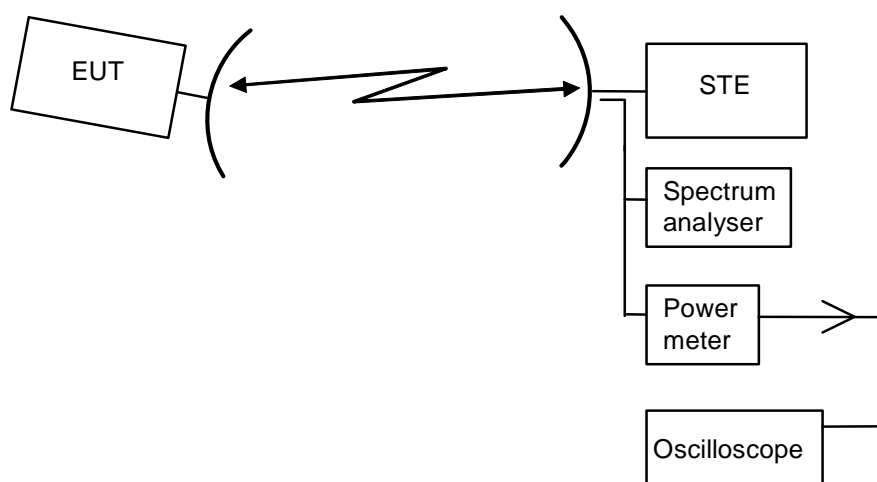 EUT
STE
Spectrum
analyser
Power
meter
Oscilloscope